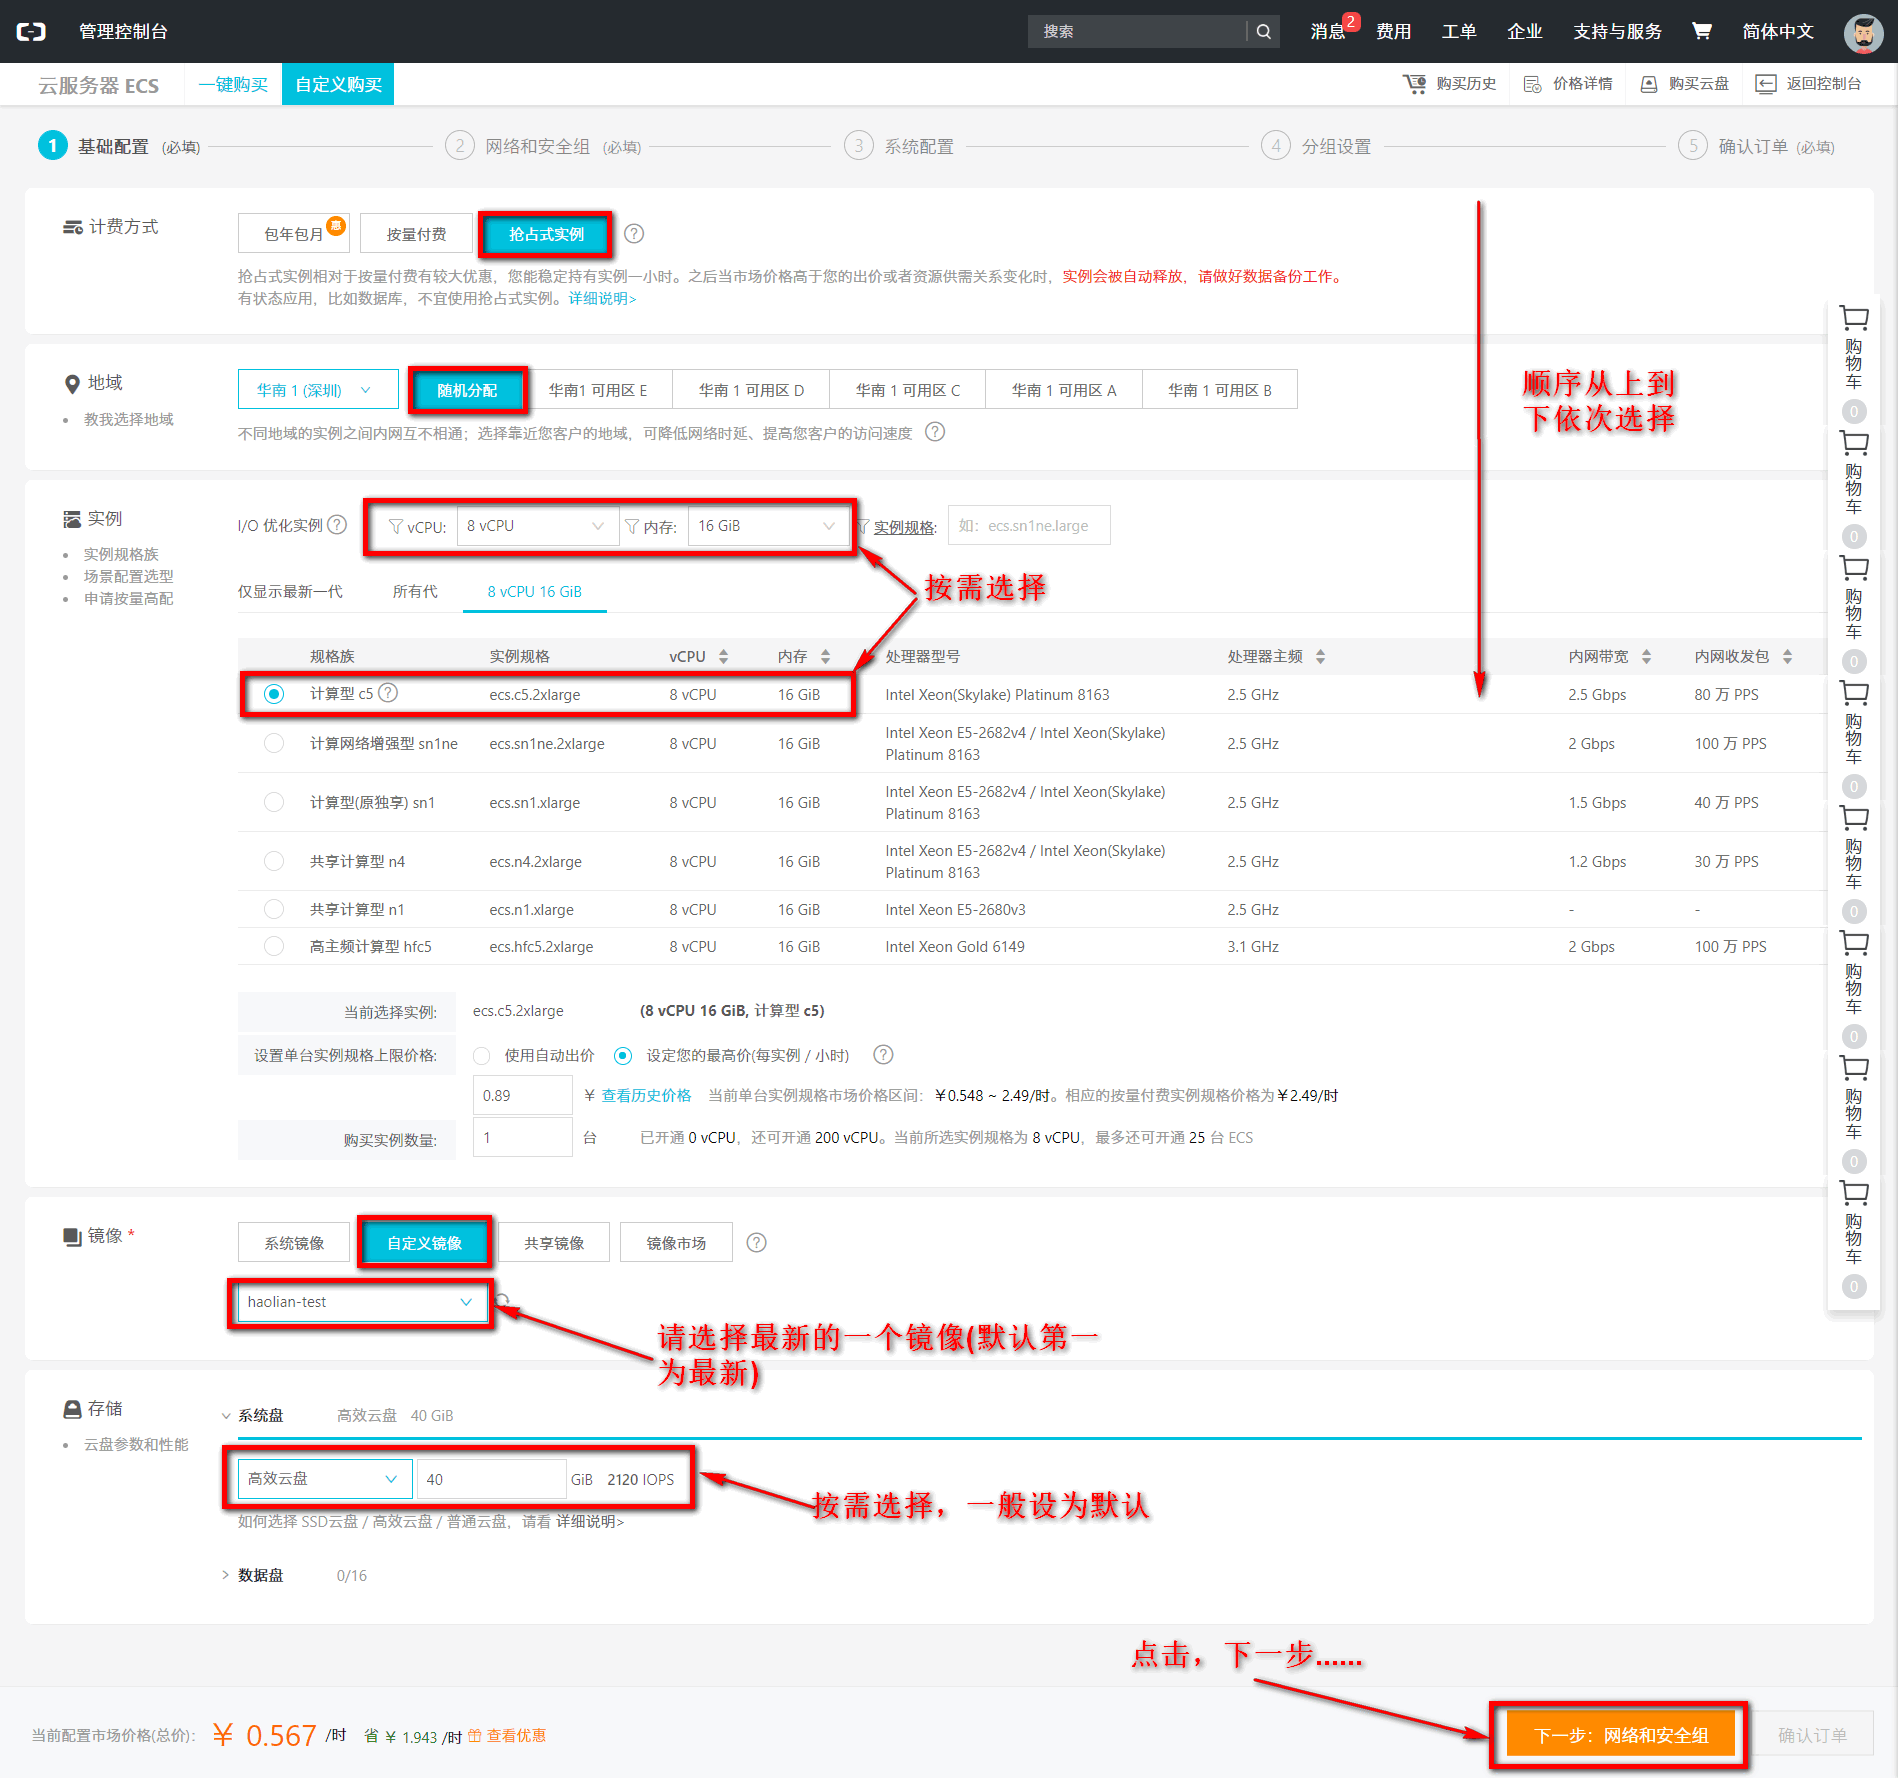 管理控制台
搜索
消息 2
费用
工单
企业
支持与服务
简体中文
云服务器 ECS
一键购买
自定义购买
购买历史
价格详情
购买云盘
返回控制台
1 基础配置 (必填)
2 网络和安全组 (必填)
3 系统配置
4 分组设置
5 确认订单 (必填)
计费方式
包年包月 惠
按量付费
抢占式实例
?
抢占式实例相对于按量付费有较大优惠，您能稳定持有实例一小时。之后当市场价格高于您的出价或者资源供需关系变化时，实例会被自动释放，请做好数据备份工作。
有状态应用，比如数据库，不宜使用抢占式实例。详细说明>
地域
• 教我选择地域
华南 1 (深圳)
随机分配
华南1 可用区 E
华南 1 可用区 D
华南 1 可用区 C
华南 1 可用区 A
华南 1 可用区 B
不同地域的实例之间内网互不相通；选择靠近您客户的地域，可降低网络时延、提高您客户的访问速度 ?
顺序从上到
下依次选择
实例
• 实例规格族
• 场景配置选型
• 申请按量高配
I/O 优化实例 ?
vCPU: 8 vCPU
内存: 16 GiB
实例规格: 如：ecs.sn1ne.large
按需选择
仅显示最新一代
所有代
8 vCPU 16 GiB
规格族 实例规格 vCPU 内存 处理器型号 处理器主频 内网带宽 内网收发包
计算型 c5 ? ecs.c5.2xlarge 8 vCPU 16 GiB Intel Xeon(Skylake) Platinum 8163 2.5 GHz 2.5 Gbps 80 万 PPS
计算网络增强型 sn1ne ecs.sn1ne.2xlarge 8 vCPU 16 GiB Intel Xeon E5-2682v4 / Intel Xeon(Skylake) 2.5 GHz 2 Gbps 100 万 PPS
Platinum 8163
计算型(原独享) sn1 ecs.sn1.xlarge 8 vCPU 16 GiB Intel Xeon E5-2682v4 / Intel Xeon(Skylake) 2.5 GHz 1.5 Gbps 40 万 PPS
Platinum 8163
共享计算型 n4 ecs.n4.2xlarge 8 vCPU 16 GiB Intel Xeon E5-2682v4 / Intel Xeon(Skylake) 2.5 GHz 1.2 Gbps 30 万 PPS
Platinum 8163
共享计算型 n1 ecs.n1.xlarge 8 vCPU 16 GiB Intel Xeon E5-2680v3 2.5 GHz - -
高主频计算型 hfc5 ecs.hfc5.2xlarge 8 vCPU 16 GiB Intel Xeon Gold 6149 3.1 GHz 2 Gbps 100 万 PPS
当前选择实例: ecs.c5.2xlarge (8 vCPU 16 GiB, 计算型 c5)
设置单台实例规格上限价格: 使用自动出价 设定您的最高价(每实例 / 小时) ?
0.89 ¥ 查看历史价格 当前单台实例规格市场价格区间：¥0.548 ~ 2.49/时。相应的按量付费实例规格价格为¥2.49/时
购买实例数量: 1 台 已开通 0 vCPU，还可开通 200 vCPU。当前所选实例规格为 8 vCPU，最多还可开通 25 台 ECS
镜像 *
系统镜像
自定义镜像
共享镜像
镜像市场
?
haolian-test
请选择最新的一个镜像(默认第一
为最新)
存储
• 云盘参数和性能
系统盘 高效云盘 40 GiB
高效云盘 40 GiB 2120 IOPS
按需选择，一般设为默认
如何选择 SSD云盘 / 高效云盘 / 普通云盘，请看 详细说明>
数据盘 0/16
点击，下一步......
当前配置市场价格(总价): ¥ 0.567 /时 省 ¥ 1.943 /时 查看优惠
下一步：网络和安全组
确认订单
购物车
0
购物车
0
购物车
0
购物车
0
购物车
0
购物车
0
购物车
0
购物车
0